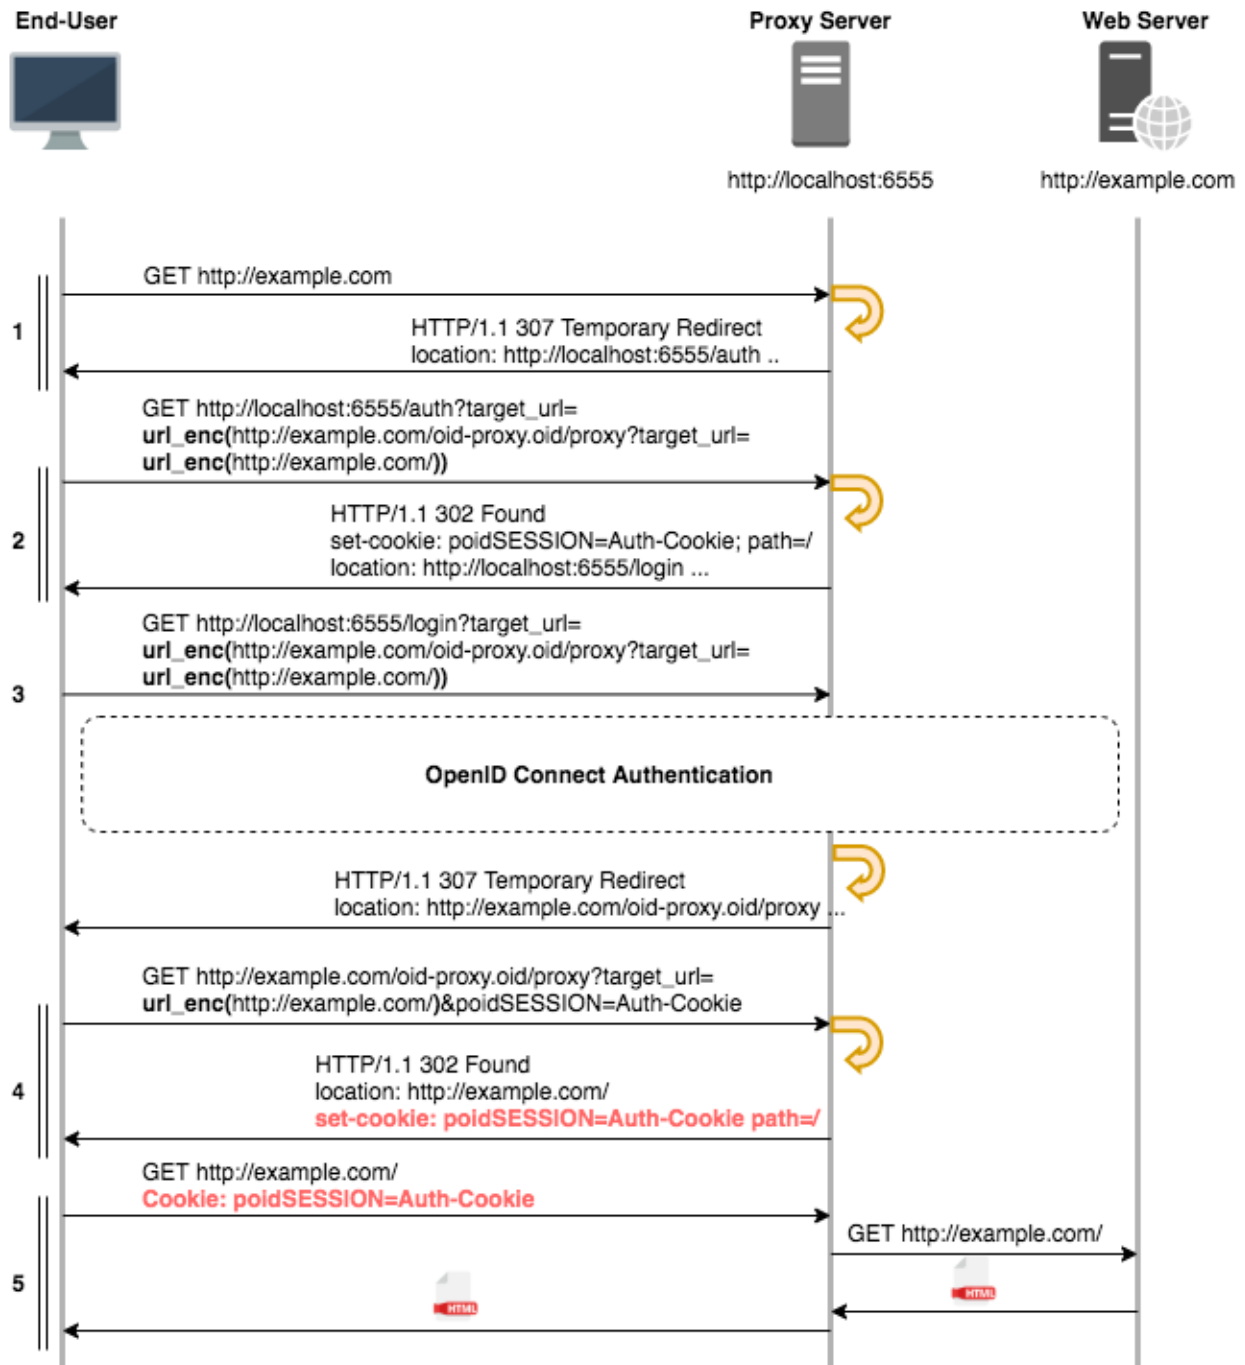 End-User
Proxy Server
Web Server
http://localhost:6555
http://example.com
GET http://example.com
1
HTTP/1.1 307 Temporary Redirect
location: http://localhost:6555/auth ..
GET http://localhost:6555/auth?target_url=
url_enc(http://example.com/oid-proxy.oid/proxy?target_url=
url_enc(http://example.com/))
2
HTTP/1.1 302 Found
set-cookie: poidSESSION=Auth-Cookie; path=/
location: http://localhost:6555/login ...
GET http://localhost:6555/login?target_url=
url_enc(http://example.com/oid-proxy.oid/proxy?target_url=
url_enc(http://example.com/))
3
OpenID Connect Authentication
HTTP/1.1 307 Temporary Redirect
location: http://example.com/oid-proxy.oid/proxy ...
GET http://example.com/oid-proxy.oid/proxy?target_url=
url_enc(http://example.com/)&poidSESSION=Auth-Cookie
4
HTTP/1.1 302 Found
location: http://example.com/
set-cookie: poidSESSION=Auth-Cookie path=/
GET http://example.com/
Cookie: poidSESSION=Auth-Cookie
GET http://example.com/
5
HTML
HTML